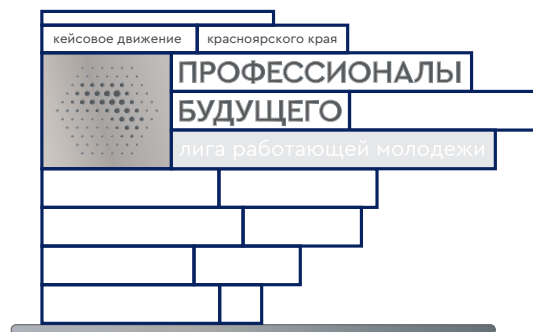 кейсовое движение красноярского края
ПРОФЕССИОНАЛЫ
БУДУЩЕГО
лига работающей молодежи